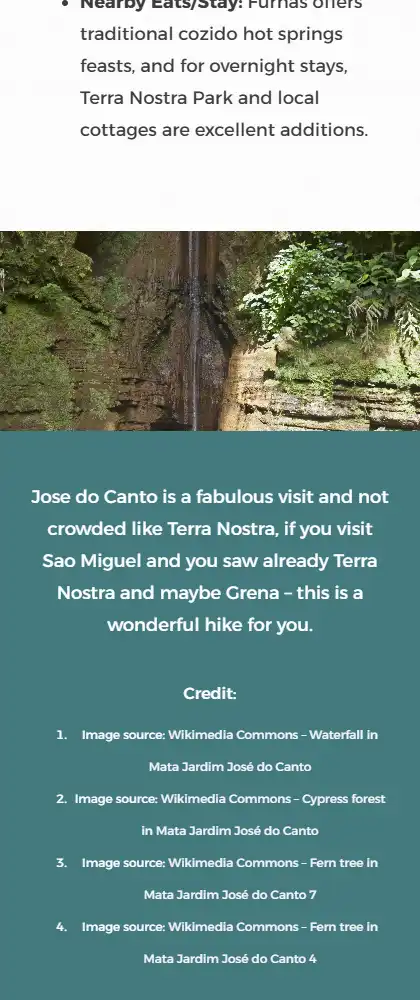 • Nearby Eats/Stay: Furnas offers
traditional cozido hot springs
feasts, and for overnight stays,
Terra Nostra Park and local
cottages are excellent additions.
Jose do Canto is a fabulous visit and not
crowded like Terra Nostra, if you visit
Sao Miguel and you saw already Terra
Nostra and maybe Grena – this is a
wonderful hike for you.
Credit:
1. Image source: Wikimedia Commons – Waterfall in
Mata Jardim José do Canto
2. Image source: Wikimedia Commons – Cypress forest
in Mata Jardim José do Canto
3. Image source: Wikimedia Commons – Fern tree in
Mata Jardim José do Canto 7
4. Image source: Wikimedia Commons – Fern tree in
Mata Jardim José do Canto 4